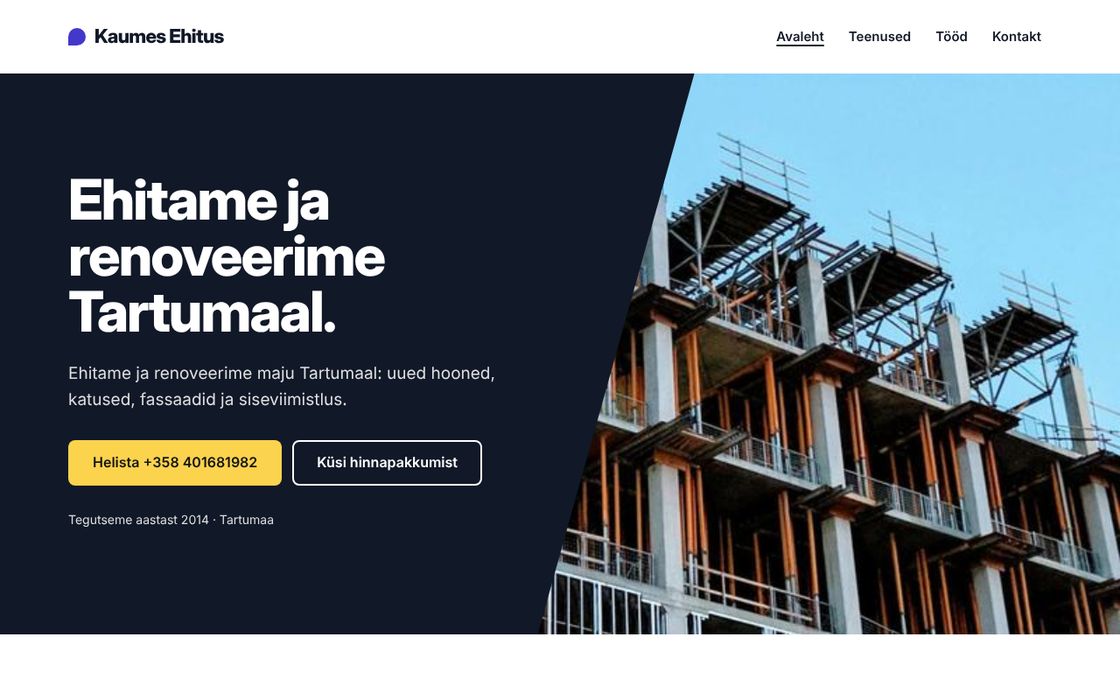 Kaumes Ehitus
Avaleht Teenused Tööd Kontakt
Ehitame ja
renoveerime
Tartumaal.
Ehitame ja renoveerime maju Tartumaal: uued hooned,
katused, fassaadid ja siseviimistlus.
Helista +358 401681982 Küsi hinnapakkumist
Tegutseme aastast 2014 · Tartumaa